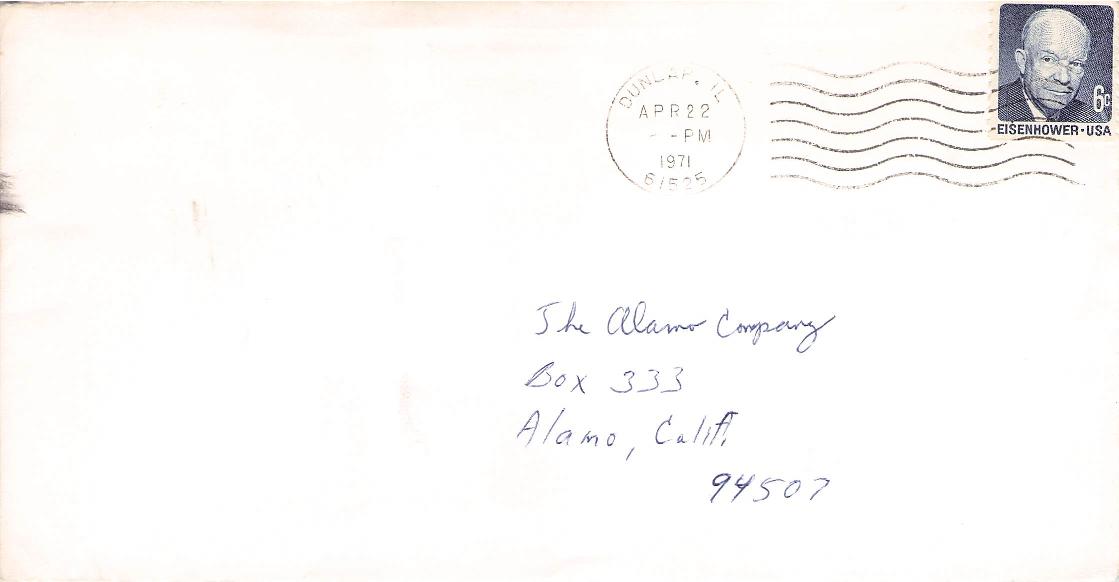 DUNLAP, IL
APR 22
- -PM
1971
61525
6c
EISENHOWER·USA
The Alamo Company
Box 333
Alamo, Calif.
94507